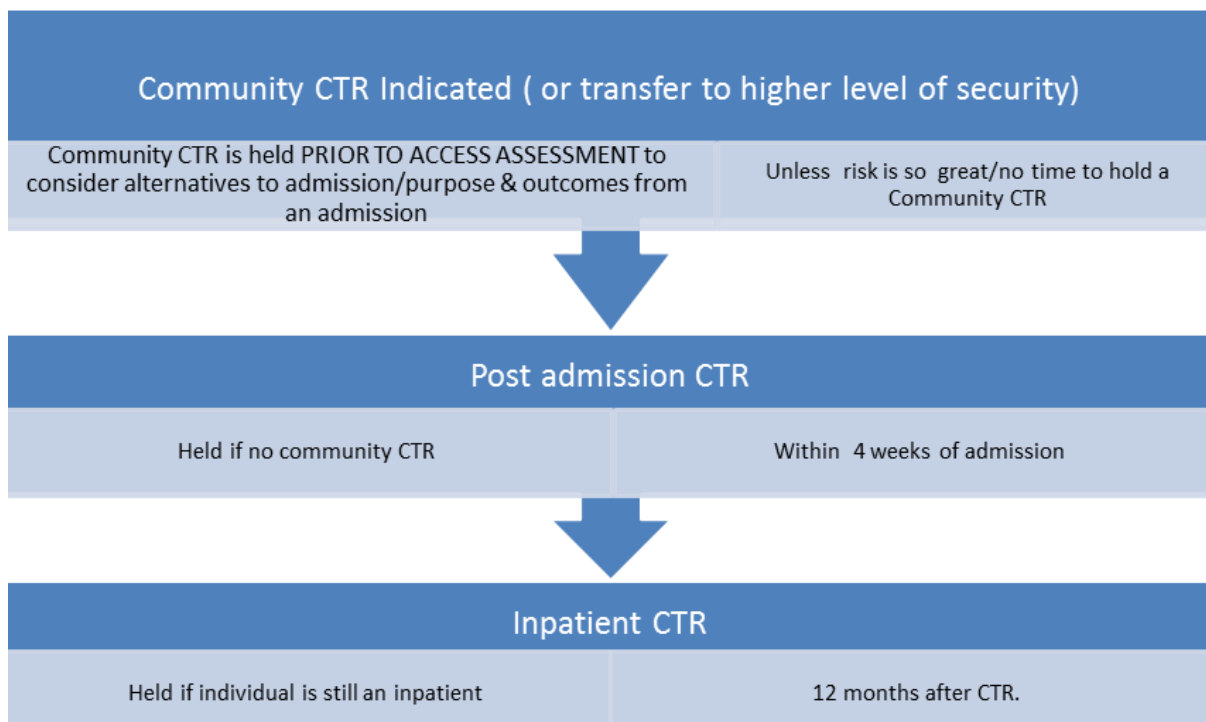 Community CTR Indicated ( or transfer to higher level of security)
Community CTR is held PRIOR TO ACCESS ASSESSMENT to
consider alternatives to admission/purpose & outcomes from
an admission
Unless risk is so great/no time to hold a
Community CTR
Post admission CTR
Held if no community CTR
Within 4 weeks of admission
Inpatient CTR
Held if individual is still an inpatient
12 months after CTR.